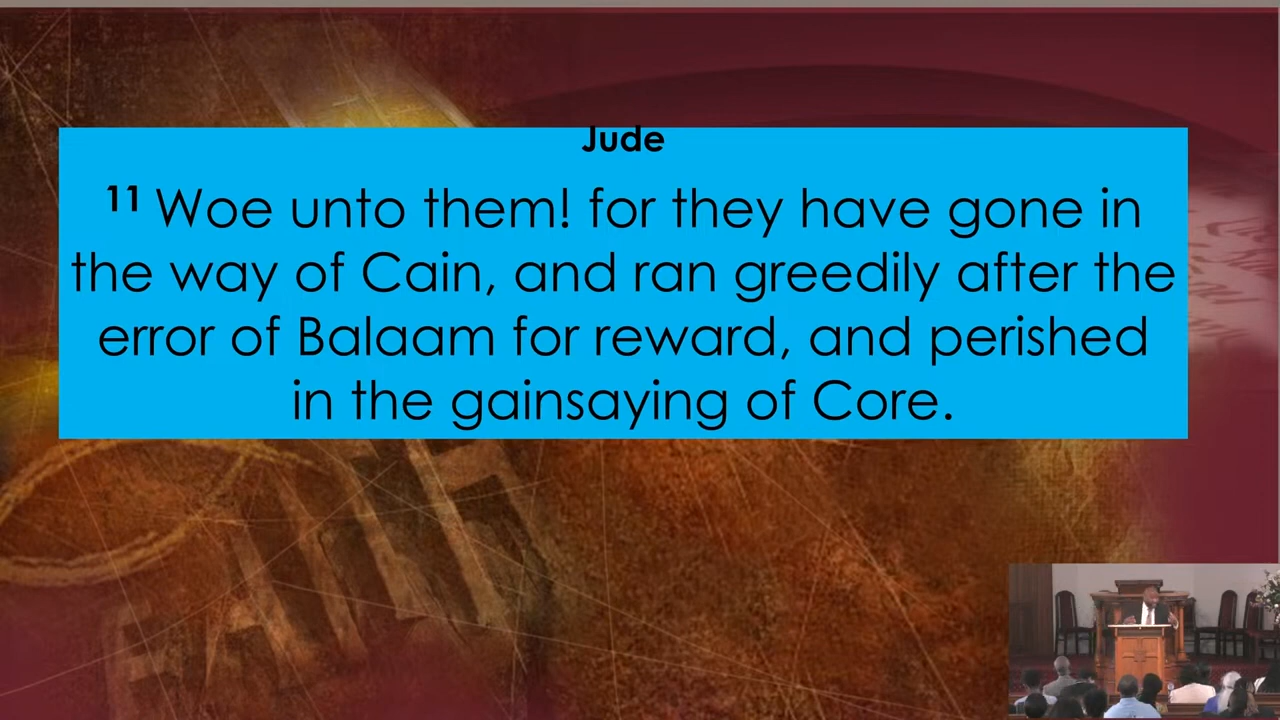 Jude
11 Woe unto them! for they have gone in
the way of Cain, and ran greedily after the
error of Balaam for reward, and perished
in the gainsaying of Core.